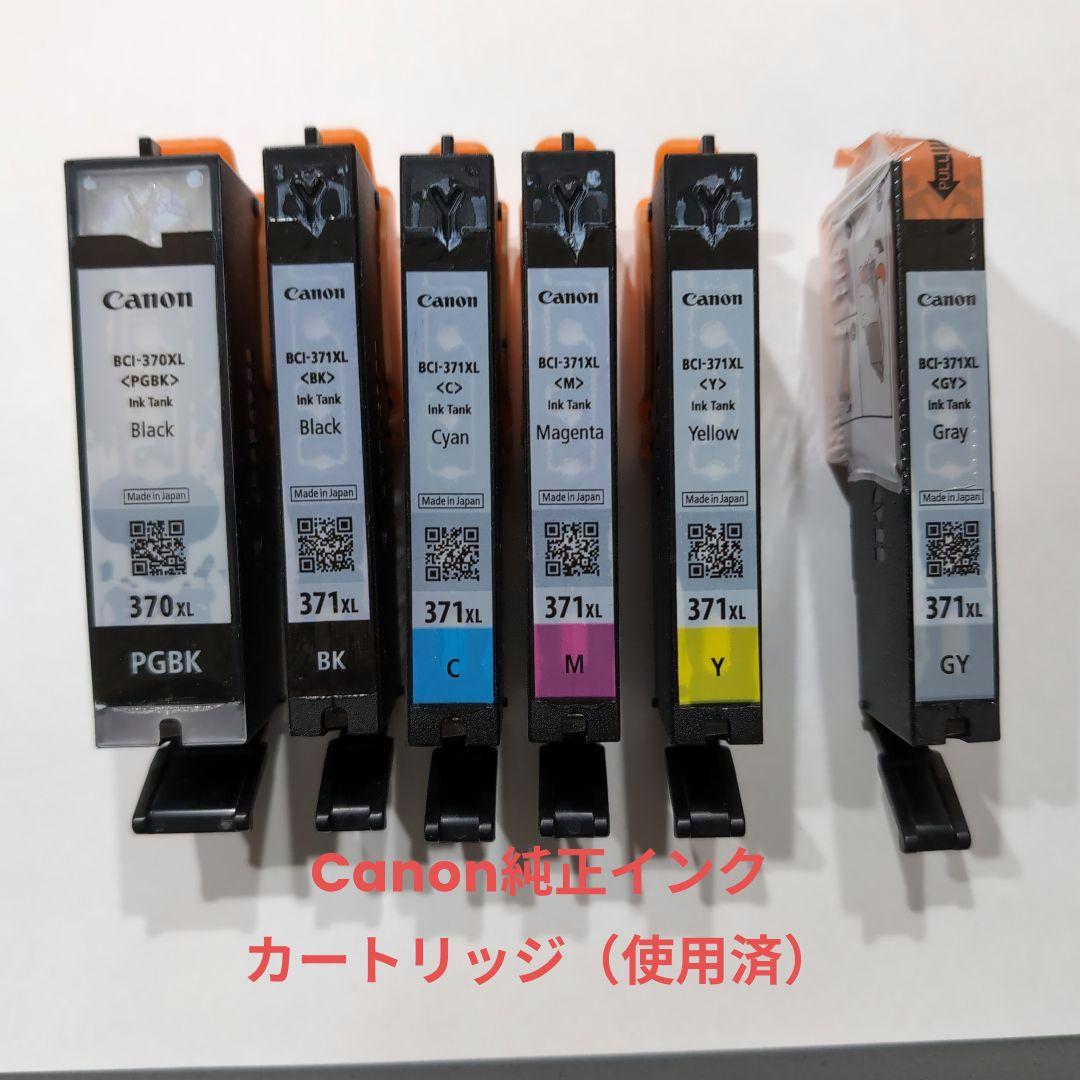 Canon
BCI-370XL
<PGBK>
Ink Tank
Black
Made in Japan
370XL
PGBK
Canon
BCI-371XL
<BK>
Ink Tank
Black
Made in Japan
371XL
BK
Canon
BCI-371XL
<C>
Ink Tank
Cyan
Made in Japan
371XL
C
Canon
BCI-371XL
<M>
Ink Tank
Magenta
Made in Japan
371XL
M
Canon
BCI-371XL
<Y>
Ink Tank
Yellow
Made in Japan
371XL
Y
PULL
Canon
BCI-371XL
<GY>
Ink Tank
Gray
Made in Japan
371XL
GY
Canon純正インク
カートリッジ（使用済）